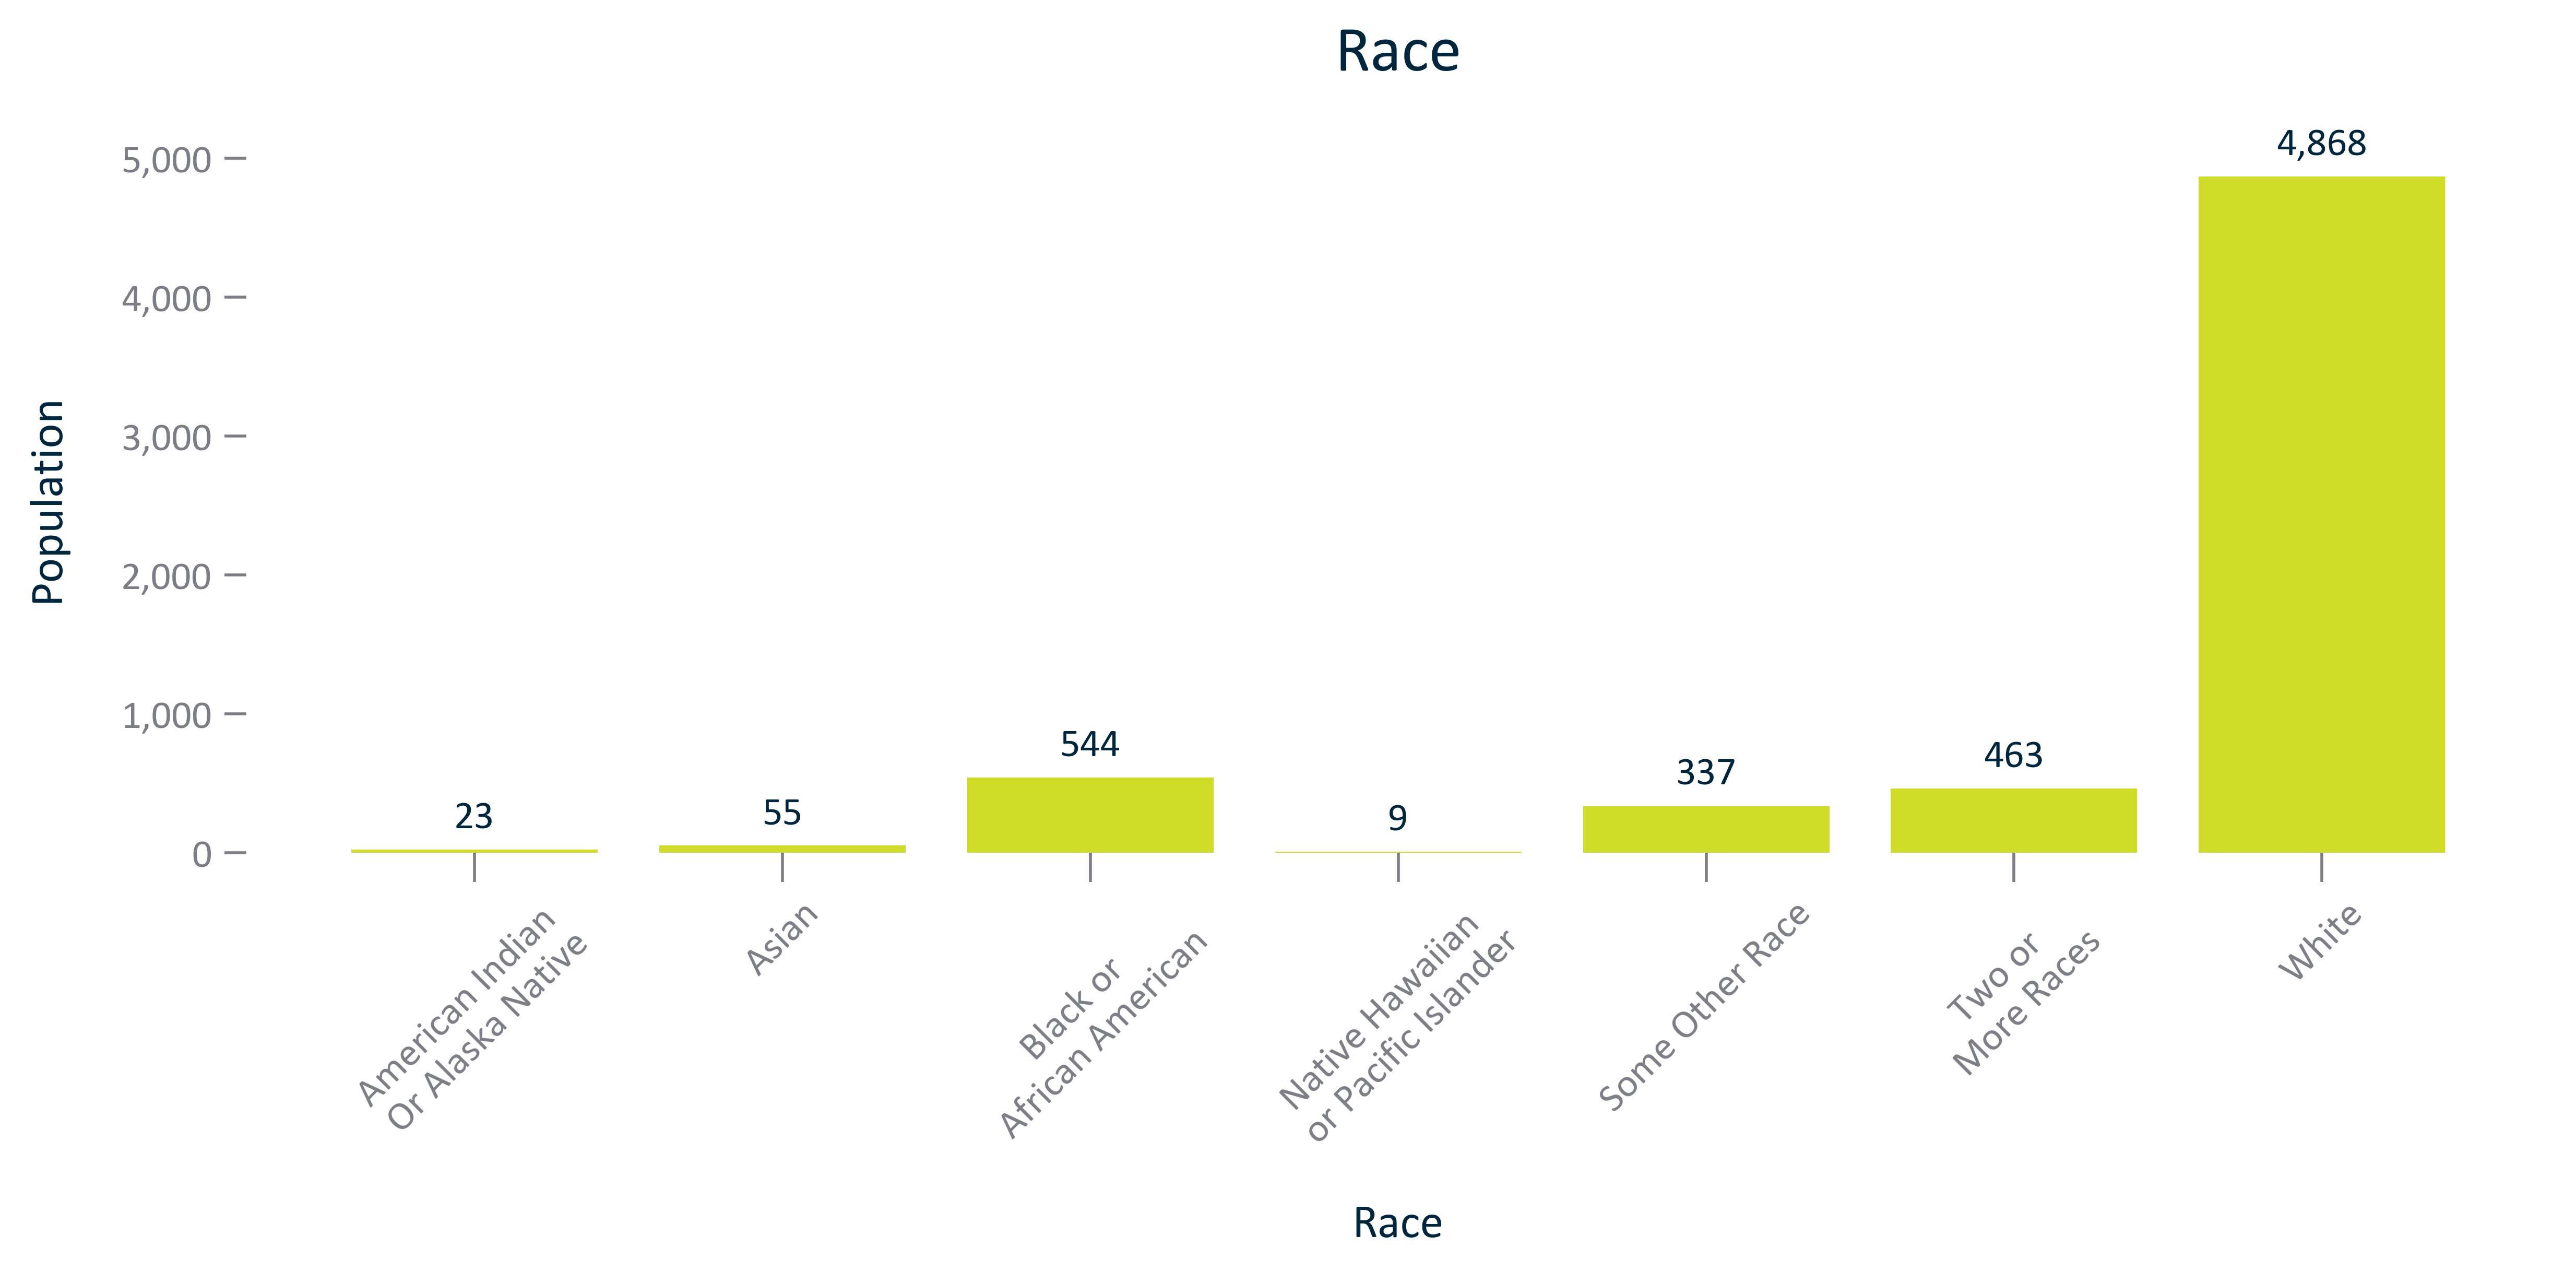 Race
Population
5,000
4,000
3,000
2,000
1,000
0
23
55
544
9
337
463
4,868
American Indian
Or Alaska Native
Asian
Black or
African American
Native Hawaiian
or Pacific Islander
Some Other Race
Two or
More Races
White
Race